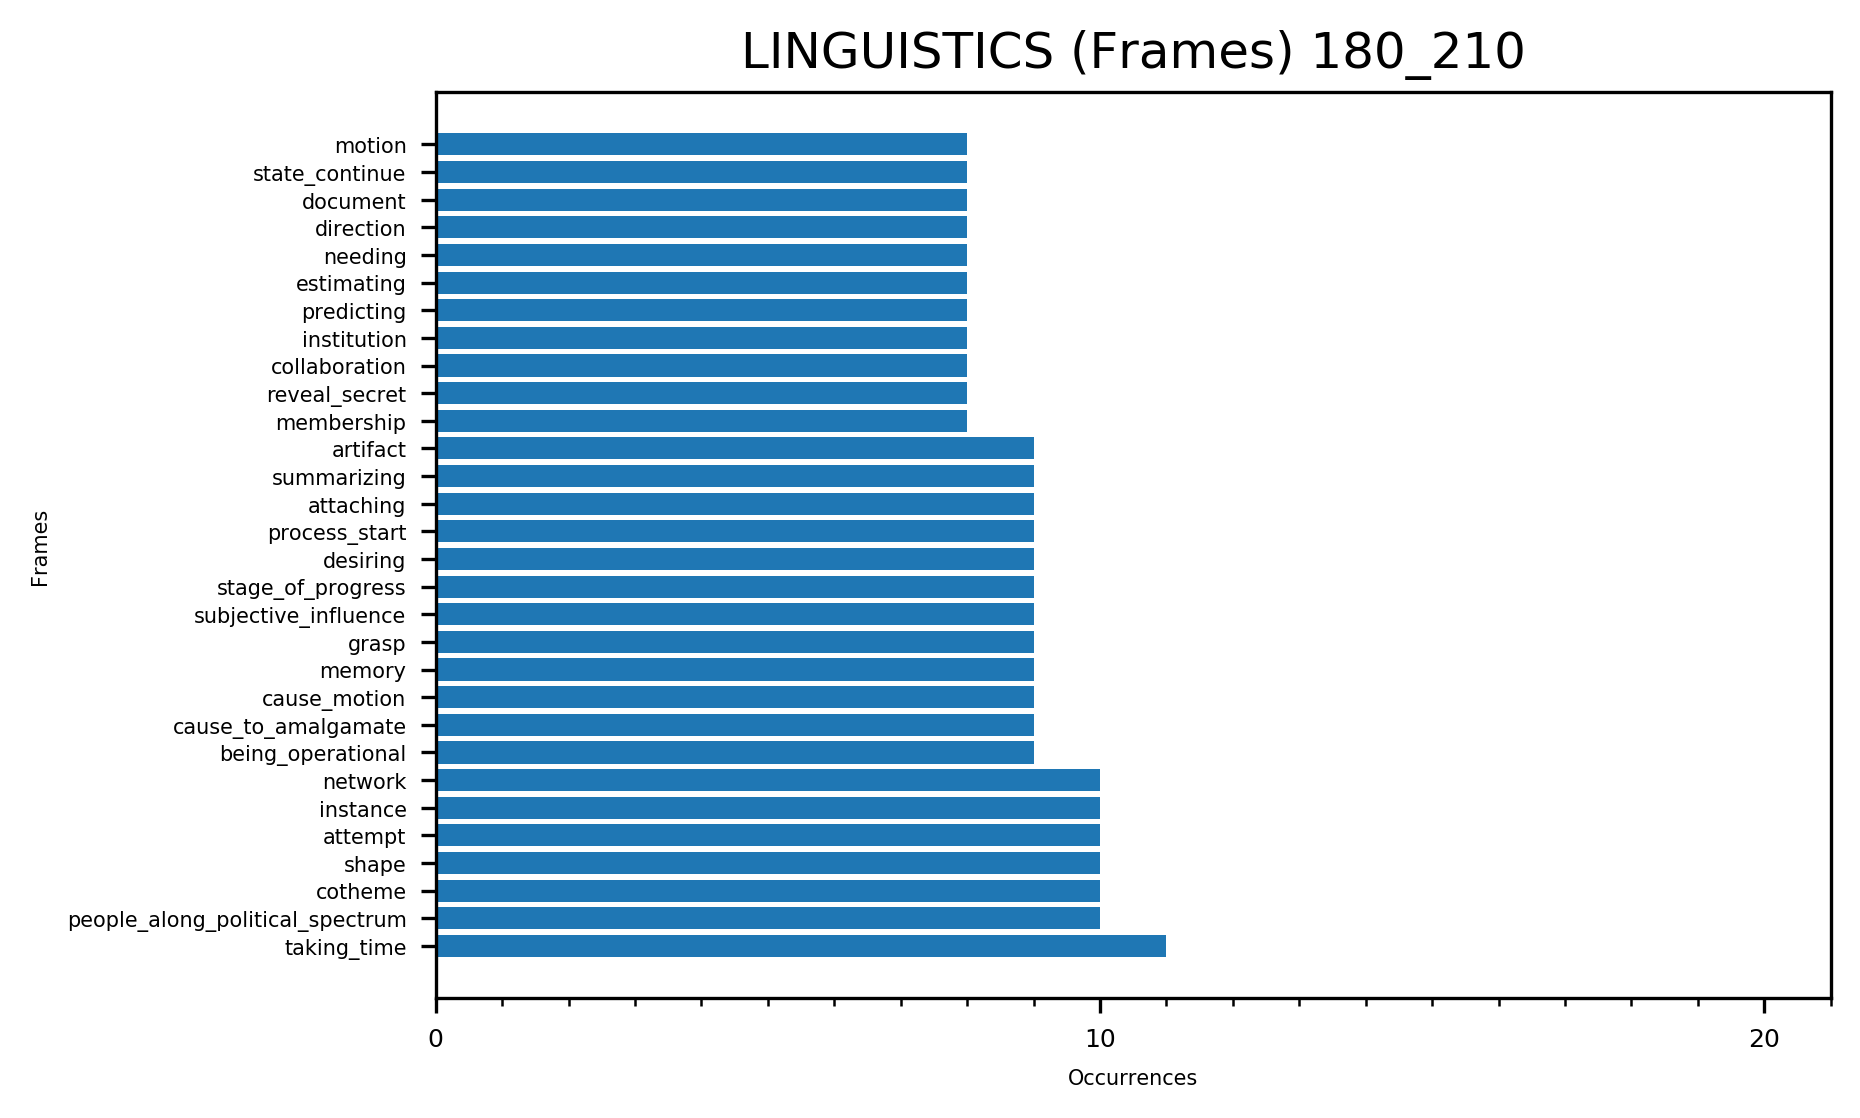 LINGUISTICS (Frames) 180_210
motion
state_continue
document
direction
needing
estimating
predicting
institution
collaboration
reveal_secret
membership
artifact
summarizing
attaching
process_start
desiring
stage_of_progress
subjective_influence
grasp
memory
cause_motion
cause_to_amalgamate
being_operational
network
instance
attempt
shape
cotheme
people_along_political_spectrum
taking_time
Frames
0 10 20
Occurrences